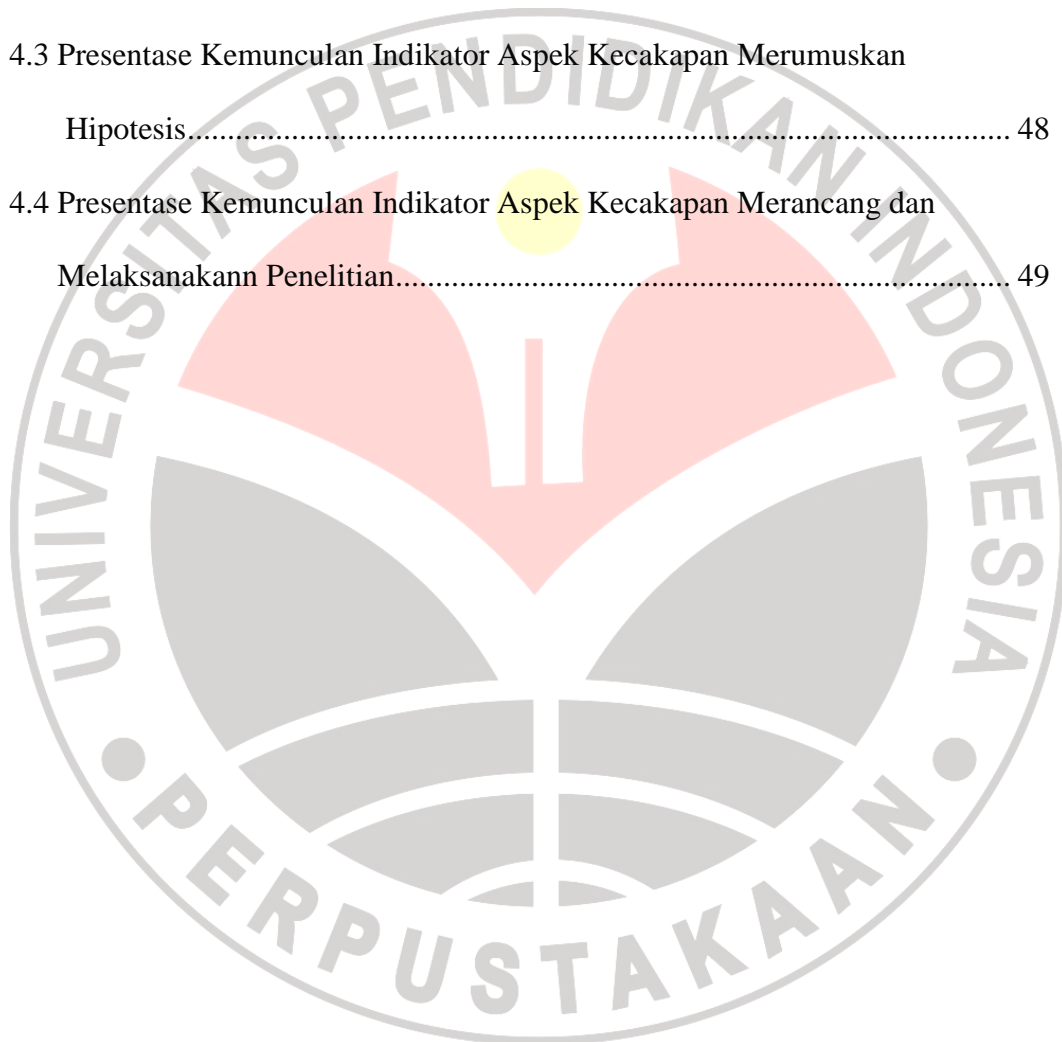 4.3 Presentase Kemunculan Indikator Aspek Kecakapan Merumuskan
Hipotesis....................................................................................................... 48
4.4 Presentase Kemunculan Indikator Aspek Kecakapan Merancang dan
Melaksanakann Penelitian............................................................................. 49
UNIVERSITAS PENDIDIKAN INDONESIA
PERPUSTAKAAN